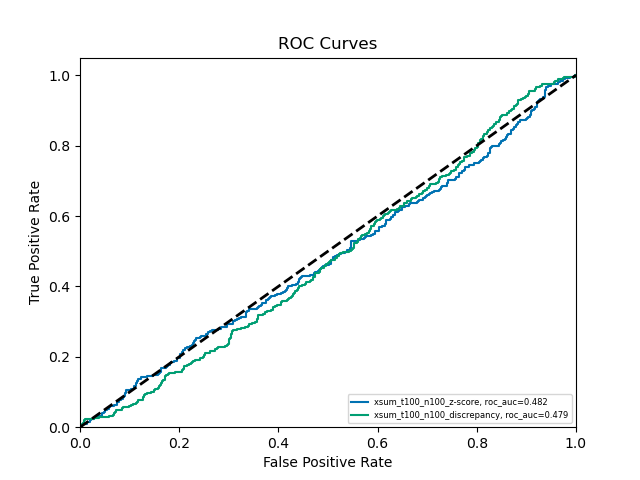 ROC Curves
1.0
0.8
0.6
0.4
0.2
0.0
True Positive Rate
xsum_t100_n100_z-score, roc_auc=0.482
xsum_t100_n100_discrepancy, roc_auc=0.479
0.0 0.2 0.4 0.6 0.8 1.0
False Positive Rate